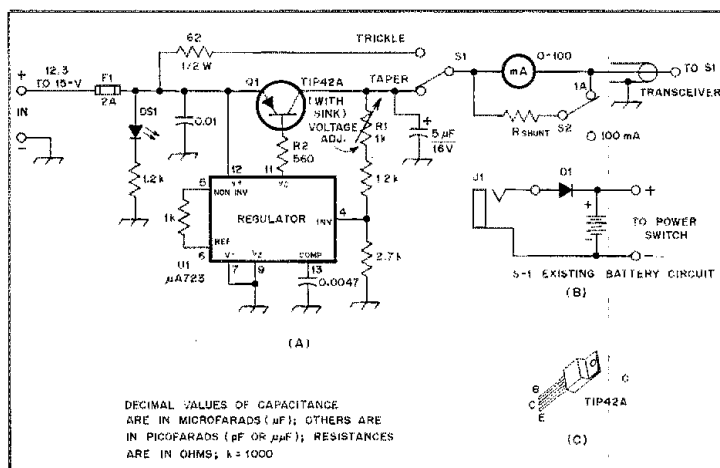 62
1/2 W
TRICKLE
+
12.3
TO 15-V
IN
-
F1
2A
DS1
1.2k
0.01
Q1
TIP42A
(WITH
SINK)
VOLTAGE
ADJ.
TAPER
S1
R1
1k
+
5 µF
16V
R2
560
1.2k
12
V+
11
VC
5
NON INV
REGULATOR
INV
4
1k
REF
6
U1
µA723
V-
7
VZ
9
COMP
13
0.0047
2.7k
(A)
0-100
mA
1A
TO S1
TRANSCEIVER
R SHUNT
S2
100 mA
J1
D1
+
+
-
-
TO POWER
SWITCH
S-1 EXISTING BATTERY CIRCUIT
(B)
B
C
E
C
TIP42A
(C)
DECIMAL VALUES OF CAPACITANCE
ARE IN MICROFARADS (µF); OTHERS ARE
IN PICOFARADS (pF OR µµF); RESISTANCES
ARE IN OHMS; k=1000